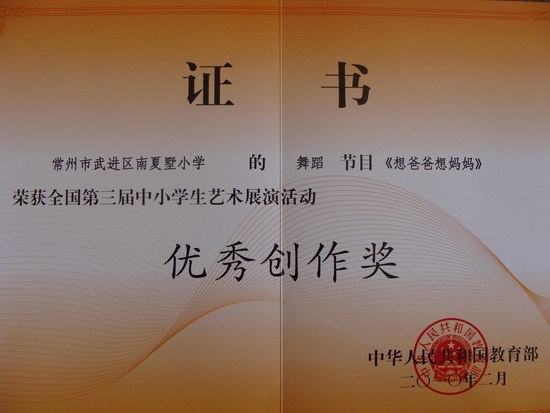 证 书
常州市武进区南夏墅小学 的 舞蹈 节目《想爸爸想妈妈》
荣获全国第三届中小学生艺术展演活动
优秀创作奖
中华人民共和国教育部
二〇一〇年二月